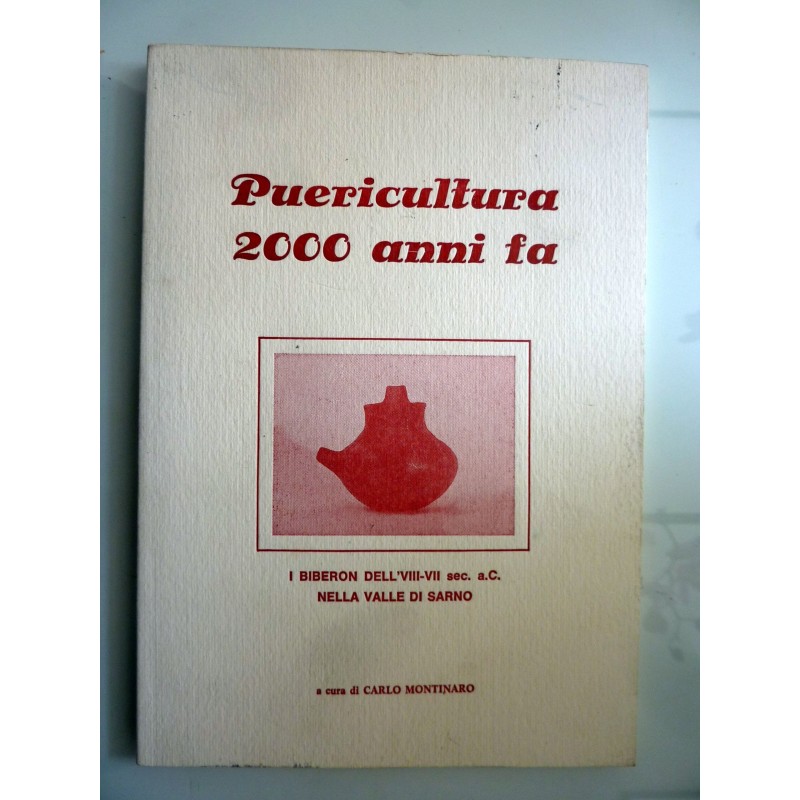 Puericultura
2000 anni fa
I BIBERON DELL'VIII-VII sec. a.C.
NELLA VALLE DI SARNO
a cura di CARLO MONTINARO